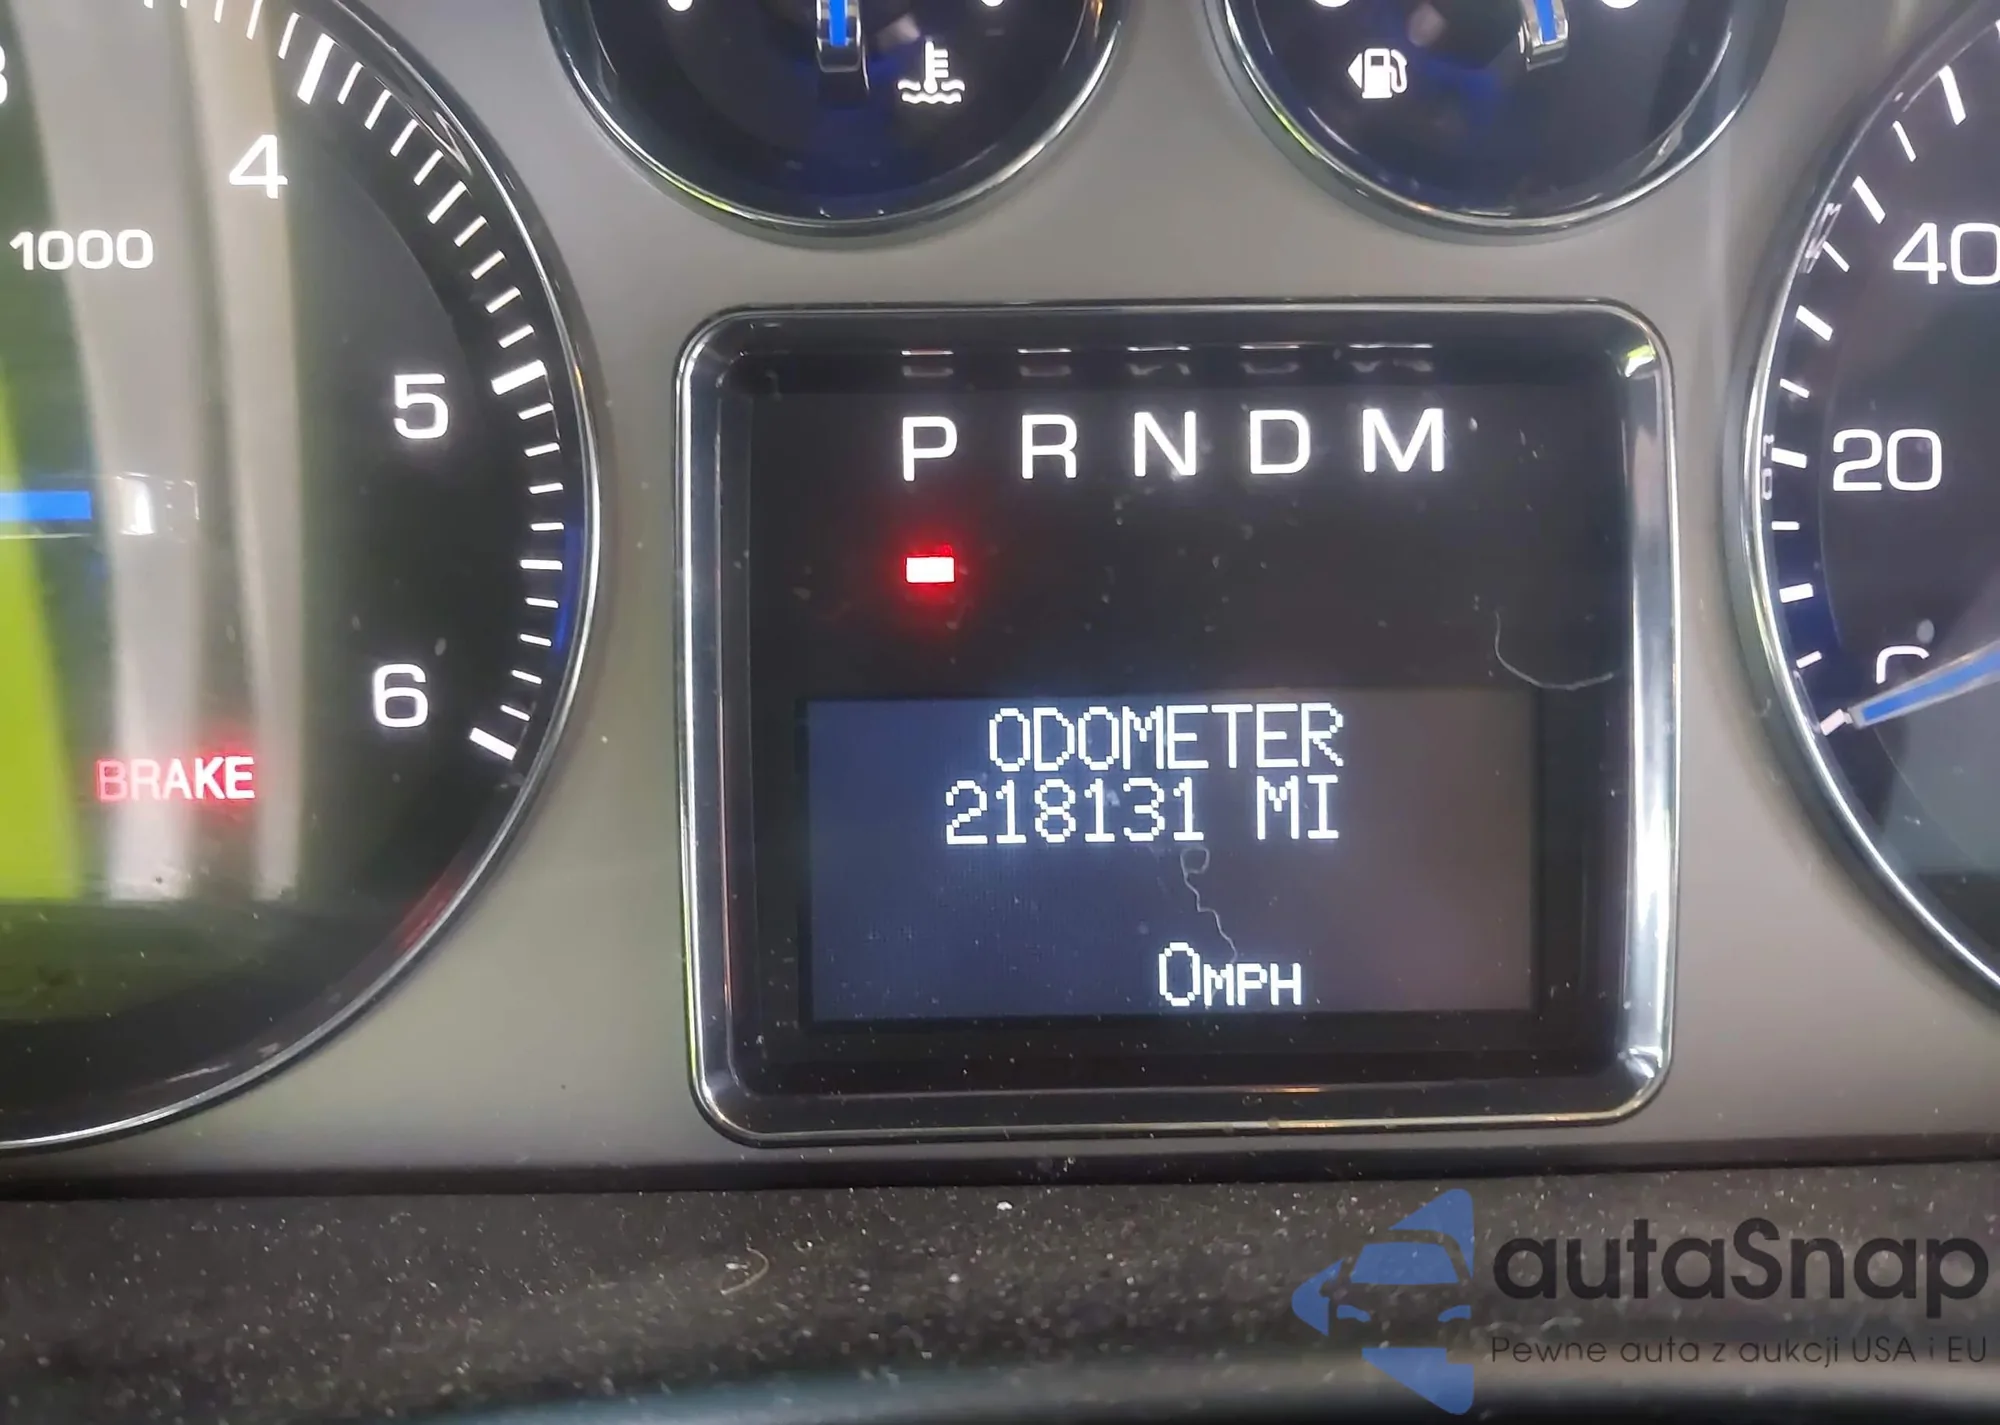 4
1000
5
6
BRAKE
40
20
P R N D M
ODOMETER
218131 MI
0MPH
autaSnap
Pewne auta z aukcji USA i EU